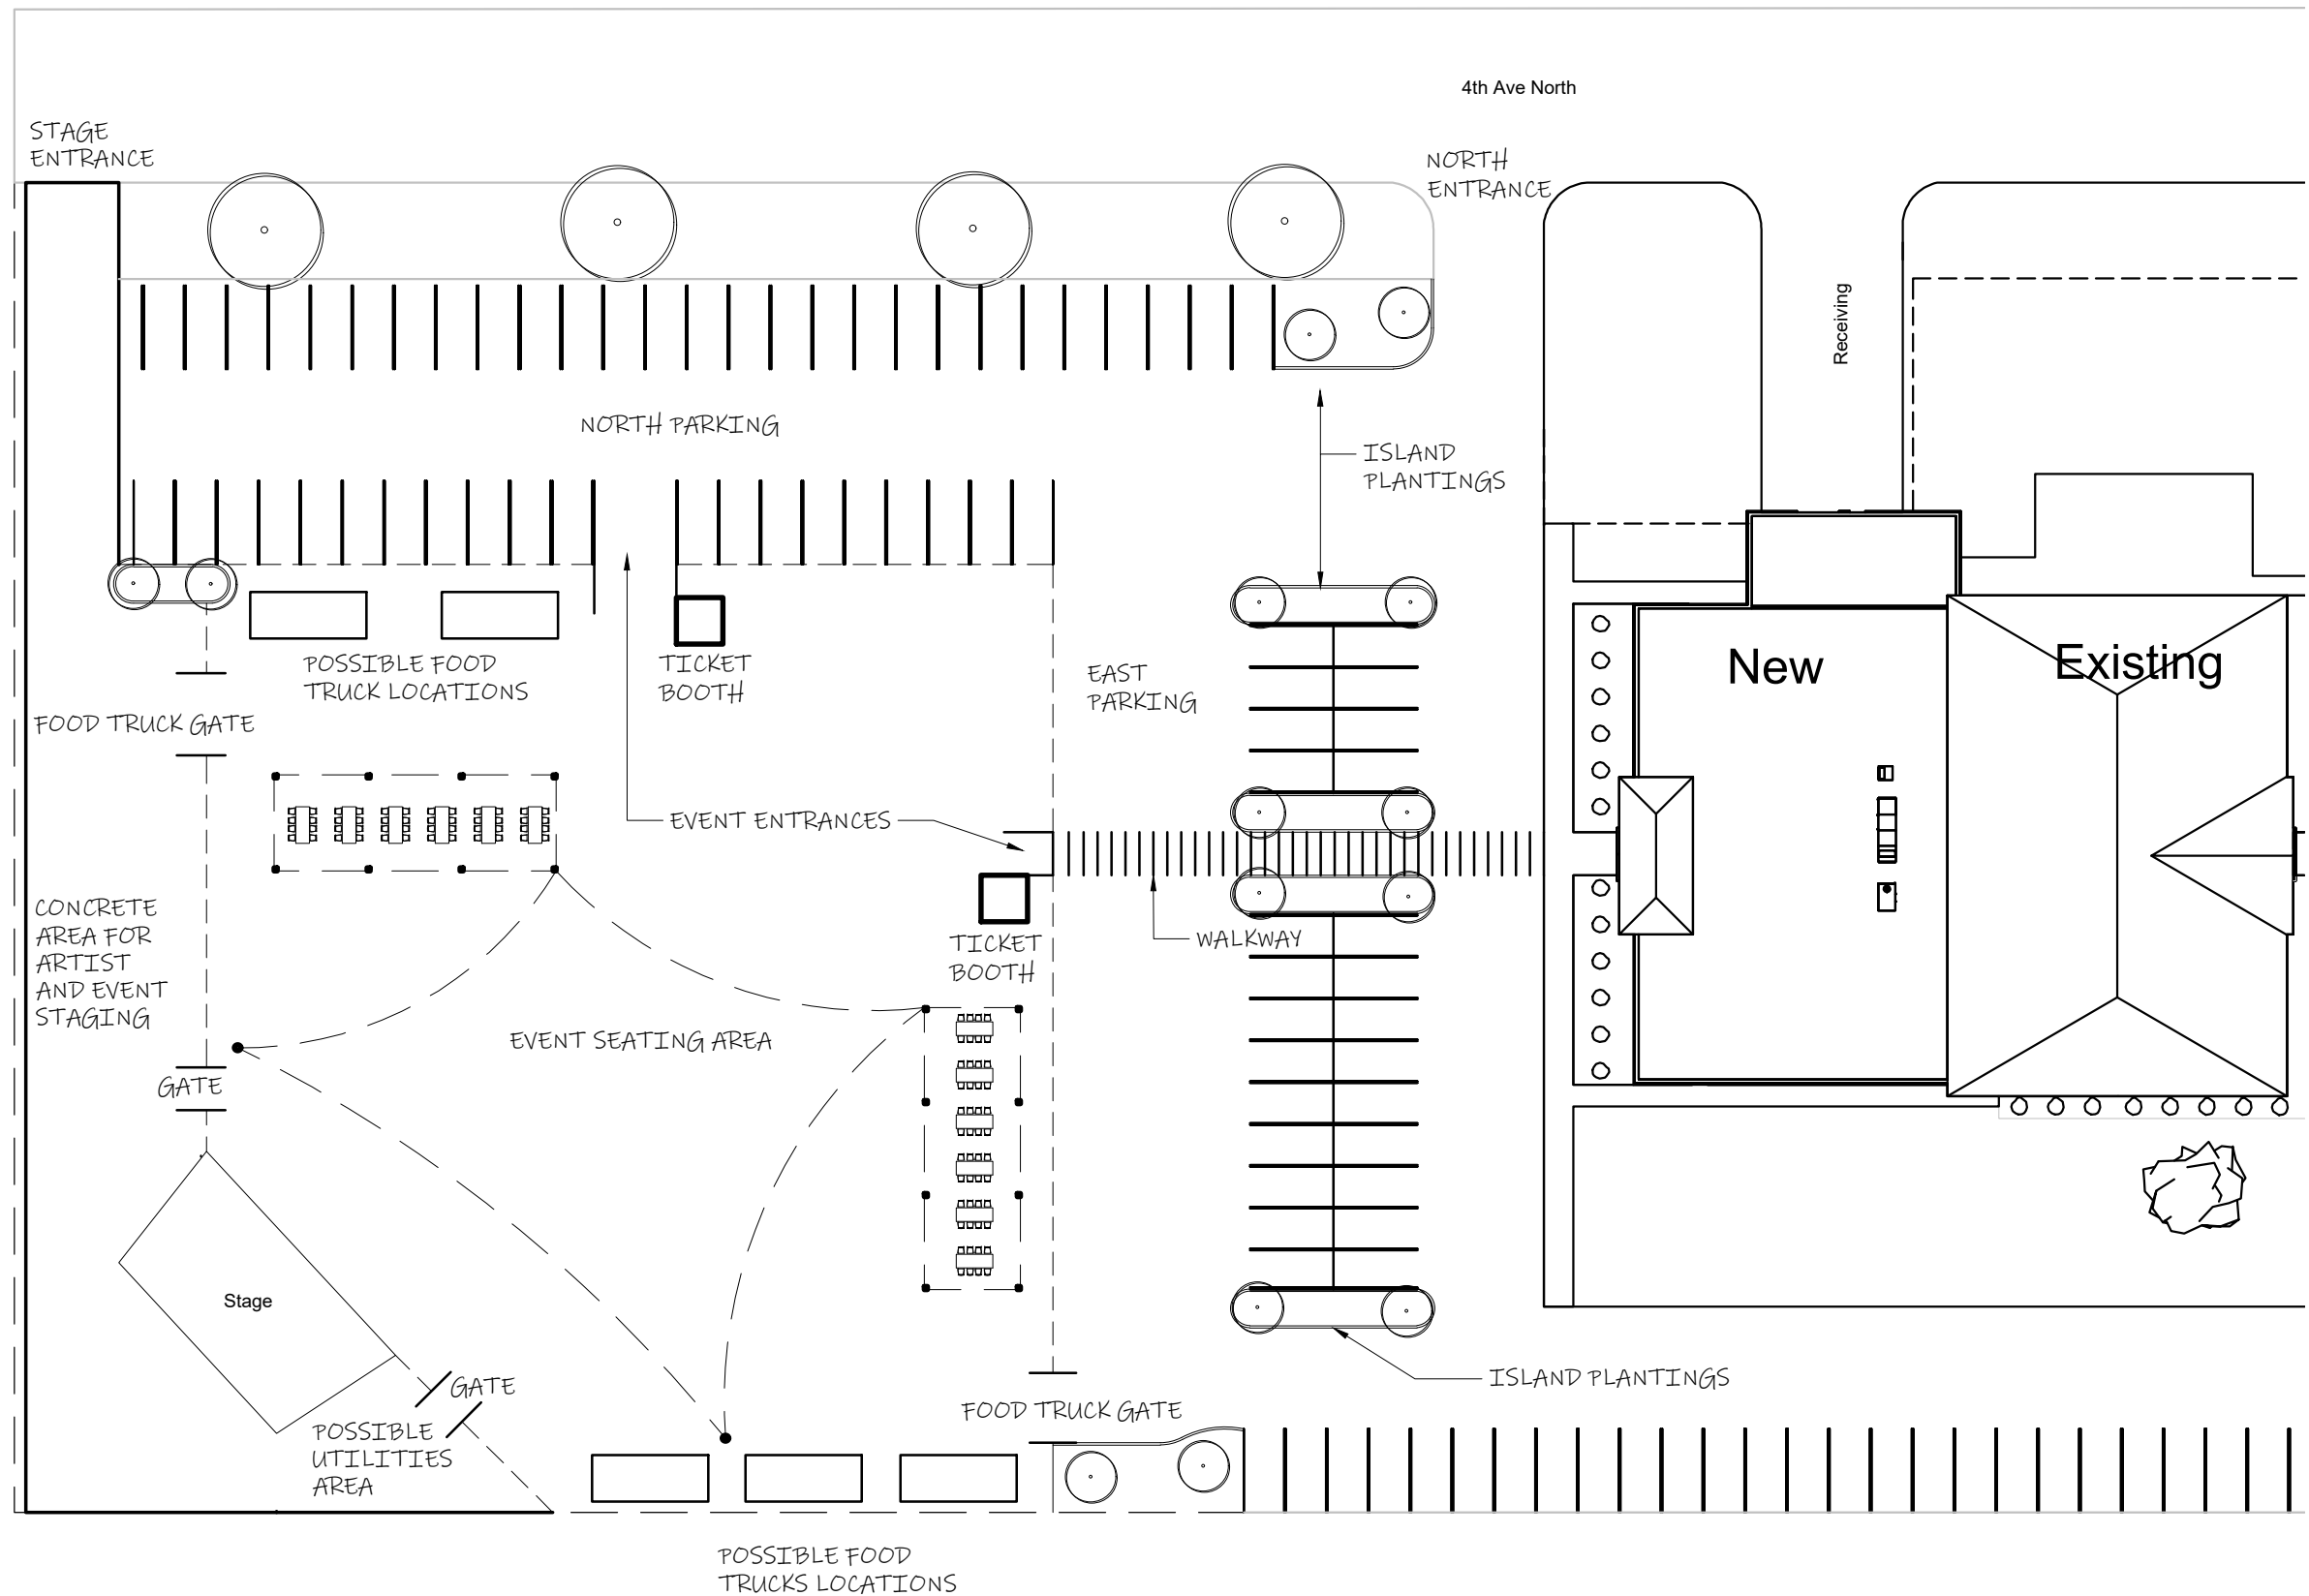 4th Ave North
STAGE
ENTRANCE
NORTH
ENTRANCE
Receiving
NORTH PARKING
ISLAND
PLANTINGS
POSSIBLE FOOD
TRUCK LOCATIONS
TICKET
BOOTH
EAST
PARKING
New
Existing
FOOD TRUCK GATE
EVENT ENTRANCES
CONCRETE
AREA FOR
ARTIST
AND EVENT
STAGING
TICKET
BOOTH
WALKWAY
EVENT SEATING AREA
GATE
Stage
GATE
ISLAND PLANTINGS
FOOD TRUCK GATE
POSSIBLE
UTILITIES
AREA
POSSIBLE FOOD
TRUCKS LOCATIONS